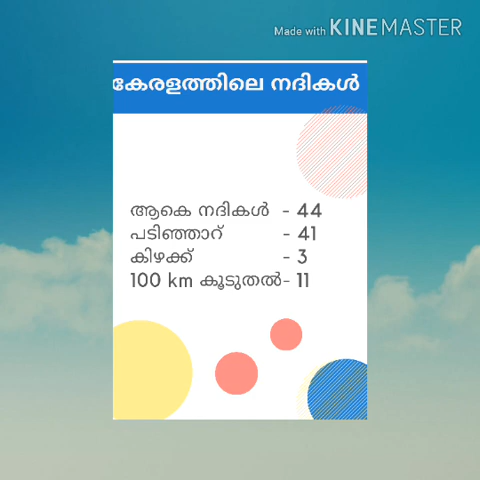 Made with KINEMASTER
കേരളത്തിലെ നദികൾ
ആകെ നദികൾ - 44
പടിഞ്ഞാറ് - 41
കിഴക്ക് - 3
100 km കൂടുതൽ- 11